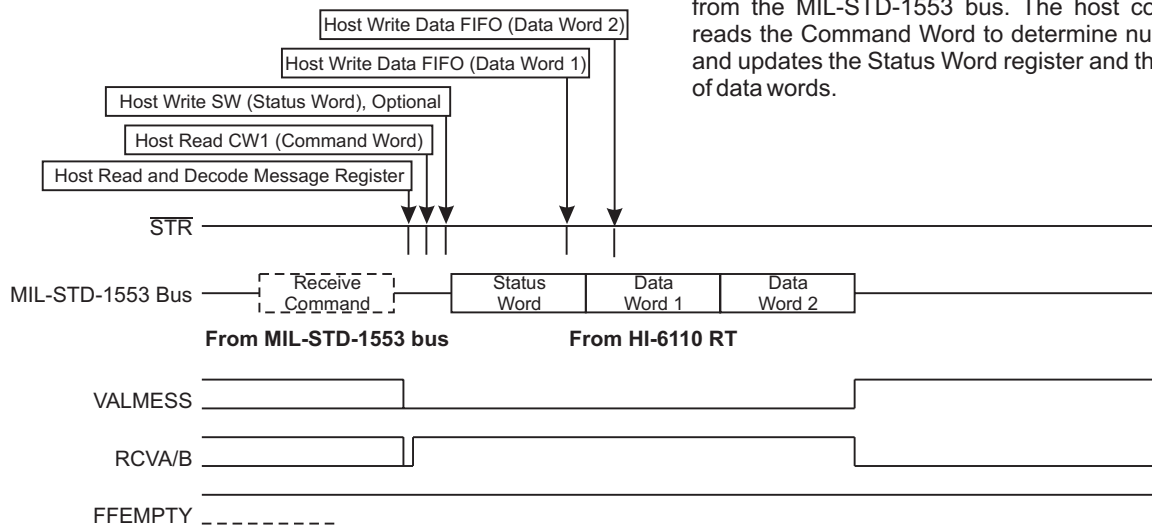 from the MIL-STD-1553 bus. The host co
reads the Command Word to determine nu
and updates the Status Word register and th
of data words.
Host Write Data FIFO (Data Word 2)
Host Write Data FIFO (Data Word 1)
Host Write SW (Status Word), Optional
Host Read CW1 (Command Word)
Host Read and Decode Message Register
STR
MIL-STD-1553 Bus
Receive
Command
Status
Word
Data
Word 1
Data
Word 2
From MIL-STD-1553 bus
From HI-6110 RT
VALMESS
RCVA/B
FFEMPTY